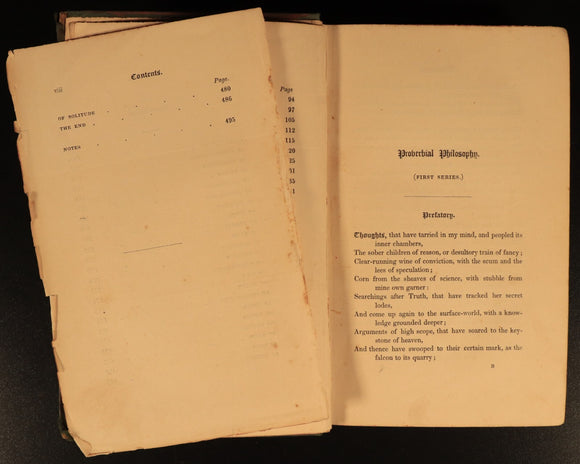 viii
Contents.
Page.
OF SOLITUDE . . . . 480
THE END . . . . 486
NOTES . . . . 495
Page
94
97
105
112
115
20
25
31
35
1
Proverbial Philosophy.
(FIRST SERIES.)
Prefatory.
Thoughts, that have tarried in my mind, and peopled its
inner chambers,
The sober children of reason, or desultory train of fancy;
Clear-running wine of conviction, with the scum and the
lees of speculation;
Corn from the sheaves of science, with stubble from
mine own garner:
Searchings after Truth, that have tracked her secret
lodes,
And come up again to the surface-world, with a know-
ledge grounded deeper;
Arguments of high scope, that have soared to the key-
stone of heaven,
And thence have swooped to their certain mark, as the
falcon to its quarry;
B